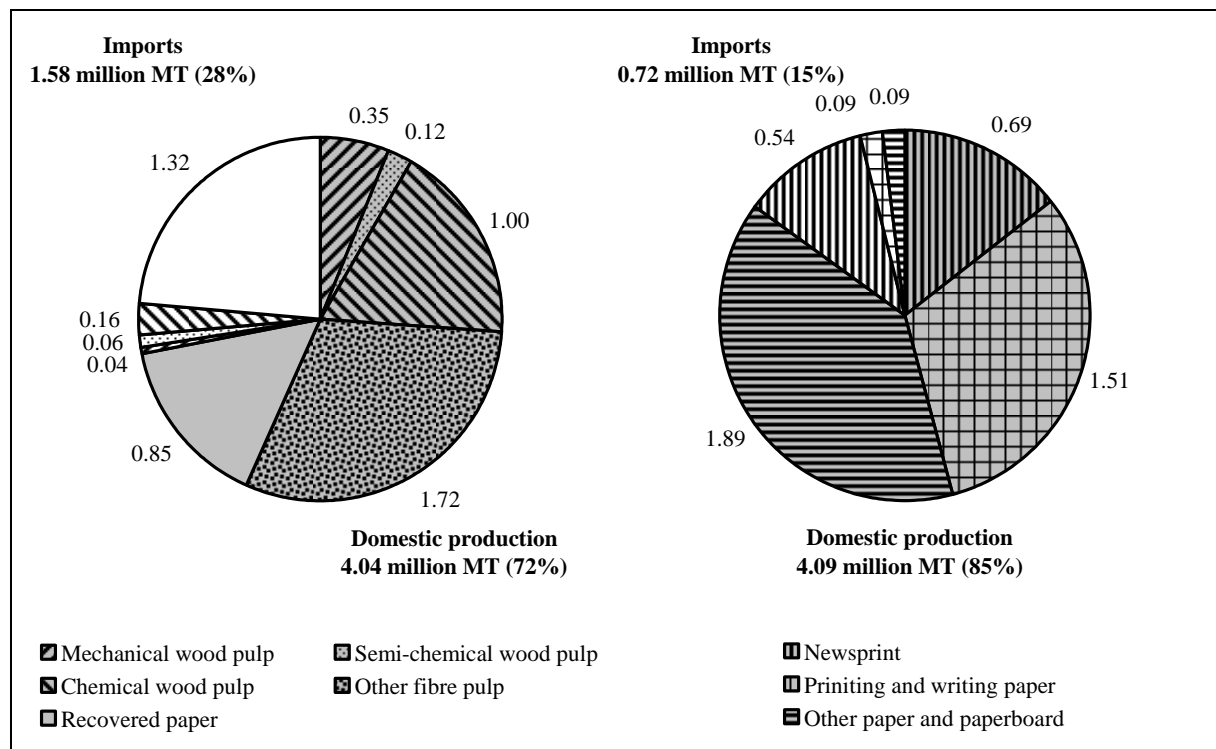 Imports
1.58 million MT (28%)
0.35
0.12
1.32
1.00
0.16
0.06
0.04
0.85
1.72
Domestic production
4.04 million MT (72%)
Mechanical wood pulp
Semi-chemical wood pulp
Chemical wood pulp
Other fibre pulp
Recovered paper
Imports
0.72 million MT (15%)
0.09
0.09
0.54
0.69
1.51
1.89
Domestic production
4.09 million MT (85%)
Newsprint
Priniting and writing paper
Other paper and paperboard